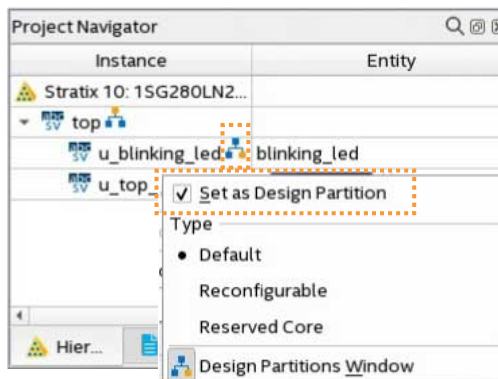 Project Navigator
Instance Entity
Stratix 10: 1SG280LN2...
top
u_blinking_led blinking_led
u_top_
Set as Design Partition
Type
Default
Reconfigurable
Reserved Core
Hier...
Design Partitions Window